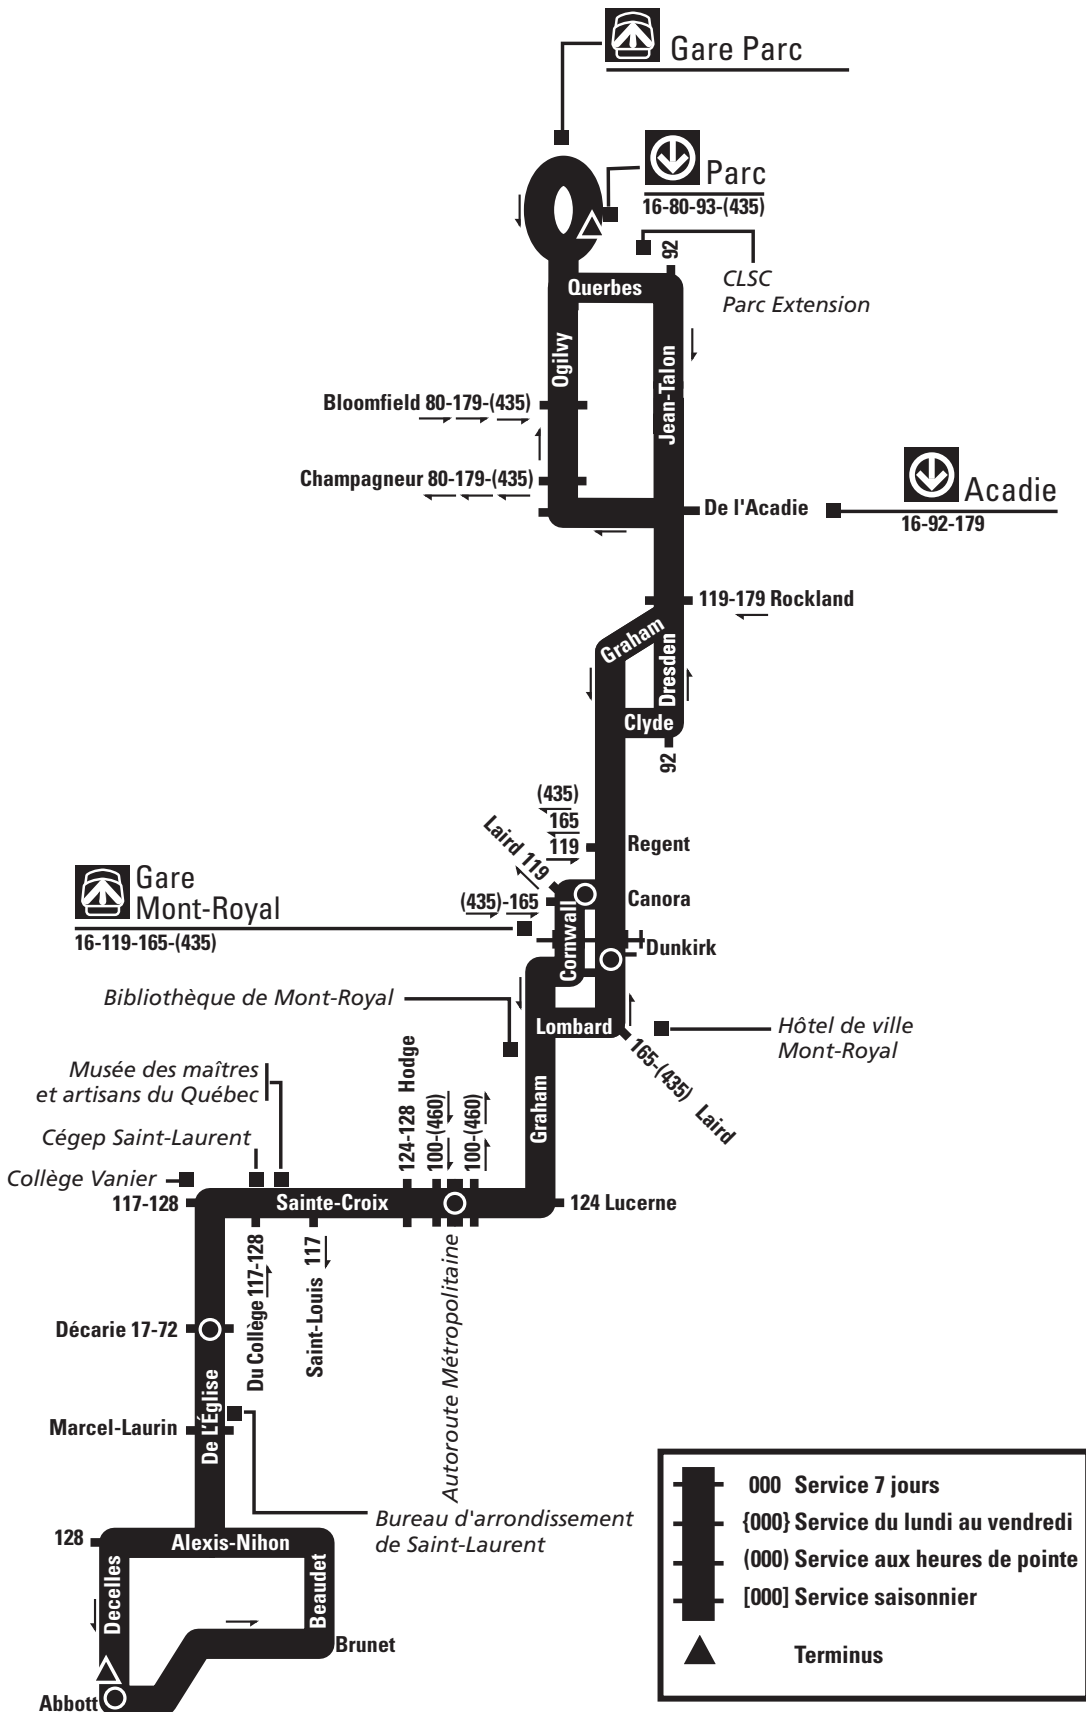 Gare Parc
Parc
16-80-93-(435)
92
CLSC
Parc Extension
Querbes
Ogilvy
Jean-Talon
Bloomfield 80-179-(435)
Champagneur 80-179-(435)
Acadie
16-92-179
De l'Acadie
119-179 Rockland
Graham
Dresden
Clyde
92
(435)
165
119
Regent
Laird 119
Gare
Mont-Royal
16-119-165-(435)
(435)-165
Canora
Cornwall
Dunkirk
Bibliothèque de Mont-Royal
Lombard
Hôtel de ville
Mont-Royal
165-(435) Laird
Musée des maîtres
et artisans du Québec
Cégep Saint-Laurent
Collège Vanier
124-128 Hodge
100-(460)
100-(460)
Graham
117-128
Sainte-Croix
124 Lucerne
Du Collège 117-128
Saint-Louis 117
Autoroute Métropolitaine
Décarie 17-72
De L'Église
Marcel-Laurin
Bureau d'arrondissement
de Saint-Laurent
128
Alexis-Nihon
Decelles
Beaudet
Brunet
Abbott
000 Service 7 jours
{000} Service du lundi au vendredi
(000) Service aux heures de pointe
[000] Service saisonnier
Terminus